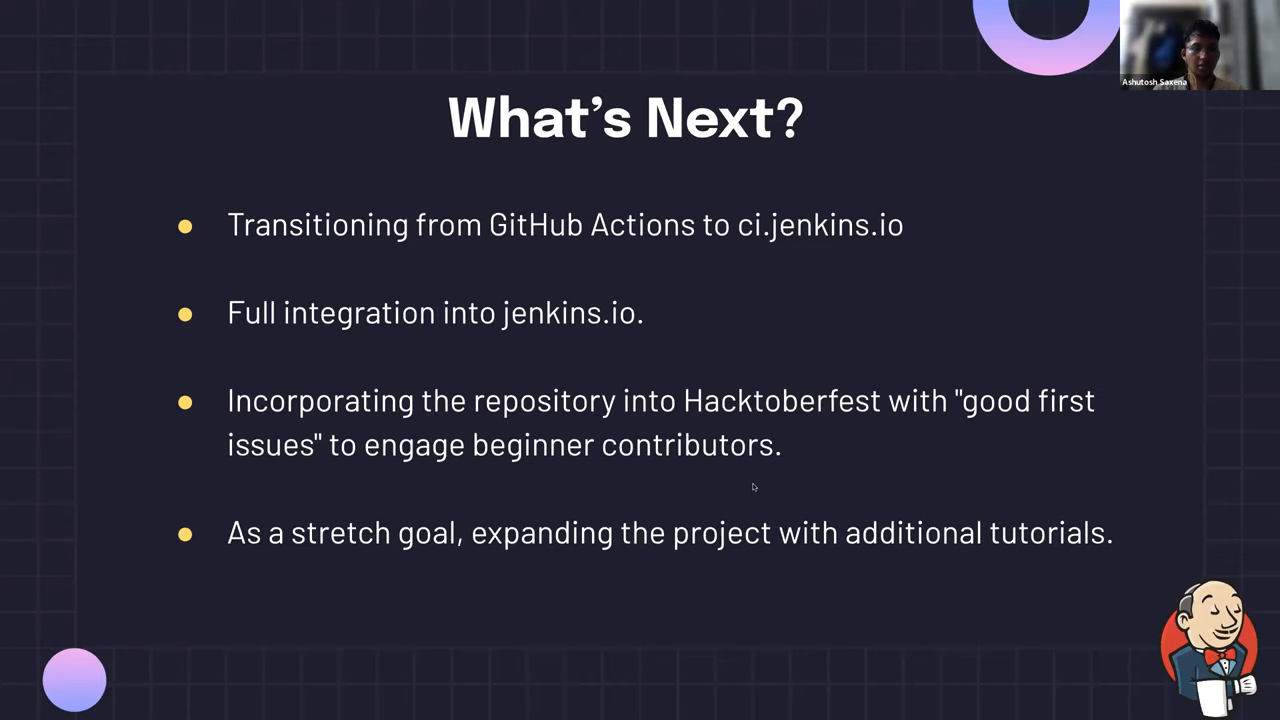 Ashutosh Saxena
What’s Next?
Transitioning from GitHub Actions to ci.jenkins.io
Full integration into jenkins.io.
Incorporating the repository into Hacktoberfest with "good first
issues" to engage beginner contributors.
As a stretch goal, expanding the project with additional tutorials.